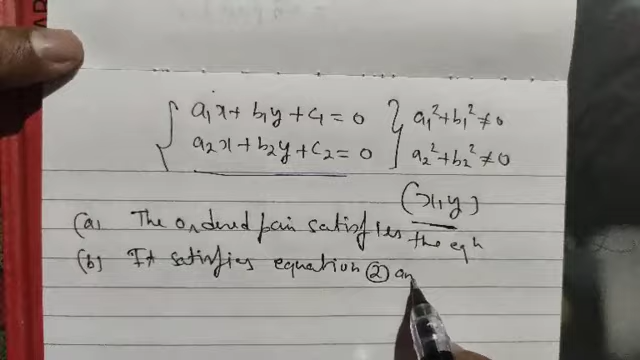 a₁x + b₁y + c₁ = 0 } a₁² + b₁² ≠ 0
a₂x + b₂y + c₂ = 0 } a₂² + b₂² ≠ 0
(x, y)
(a) The ordered pair satisfies the eqⁿ
(b) It satisfies equation ② an